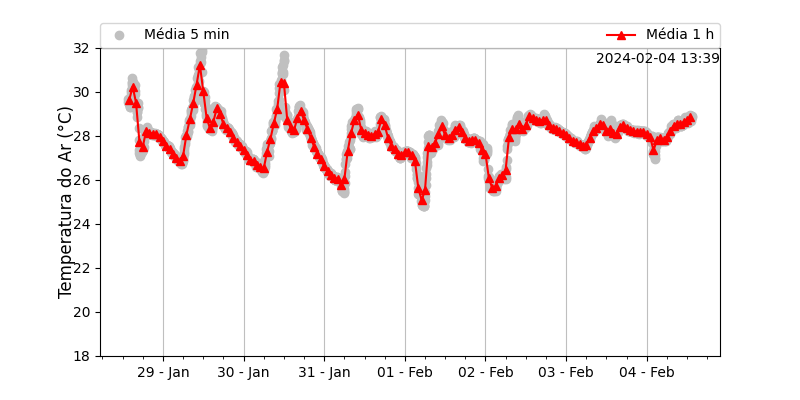 Média 5 min
Média 1 h
2024-02-04 13:39
Temperatura do Ar (°C)
32
30
28
26
24
22
20
18
29 - Jan
30 - Jan
31 - Jan
01 - Feb
02 - Feb
03 - Feb
04 - Feb